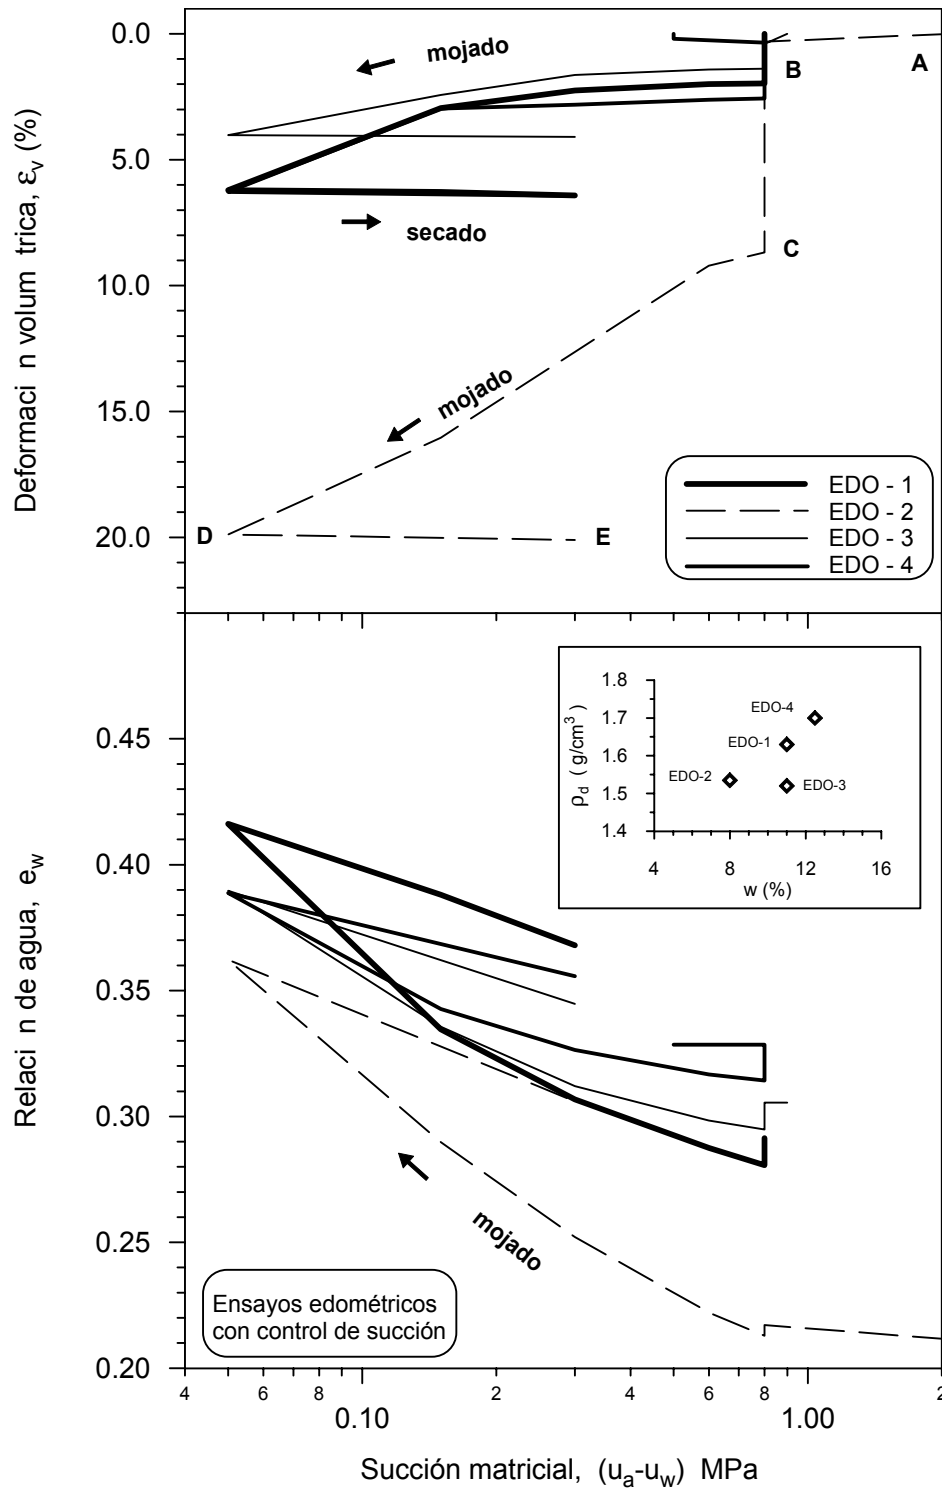 0.0
5.0
10.0
15.0
20.0
Deformaci n volum trica, εv (%)
mojado
A
B
secado
C
mojado
D
E
EDO - 1
EDO - 2
EDO - 3
EDO - 4
0.45
0.40
0.35
0.30
0.25
0.20
Relaci n de agua, ew
1.8
1.7
1.6
1.5
1.4
ρd ( g/cm3 )
EDO-4
EDO-1
EDO-2
EDO-3
4 8 12 16
w (%)
mojado
Ensayos edométricos
con control de succión
4 6 8 2 4 6 8 2
0.10 1.00
Succión matricial, (ua-uw) MPa